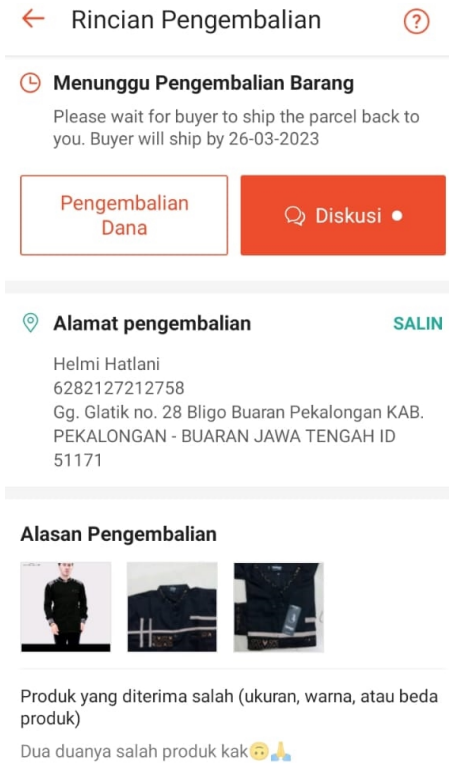 Rincian Pengembalian
Menunggu Pengembalian Barang
Please wait for buyer to ship the parcel back to
you. Buyer will ship by 26-03-2023
Pengembalian
Dana
Diskusi
Alamat pengembalian
SALIN
Helmi Hatlani
6282127212758
Gg. Glatik no. 28 Bligo Buaran Pekalongan KAB.
PEKALONGAN - BUARAN JAWA TENGAH ID
51171
Alasan Pengembalian
Produk yang diterima salah (ukuran, warna, atau beda
produk)
Dua duanya salah produk kak🙃🙏